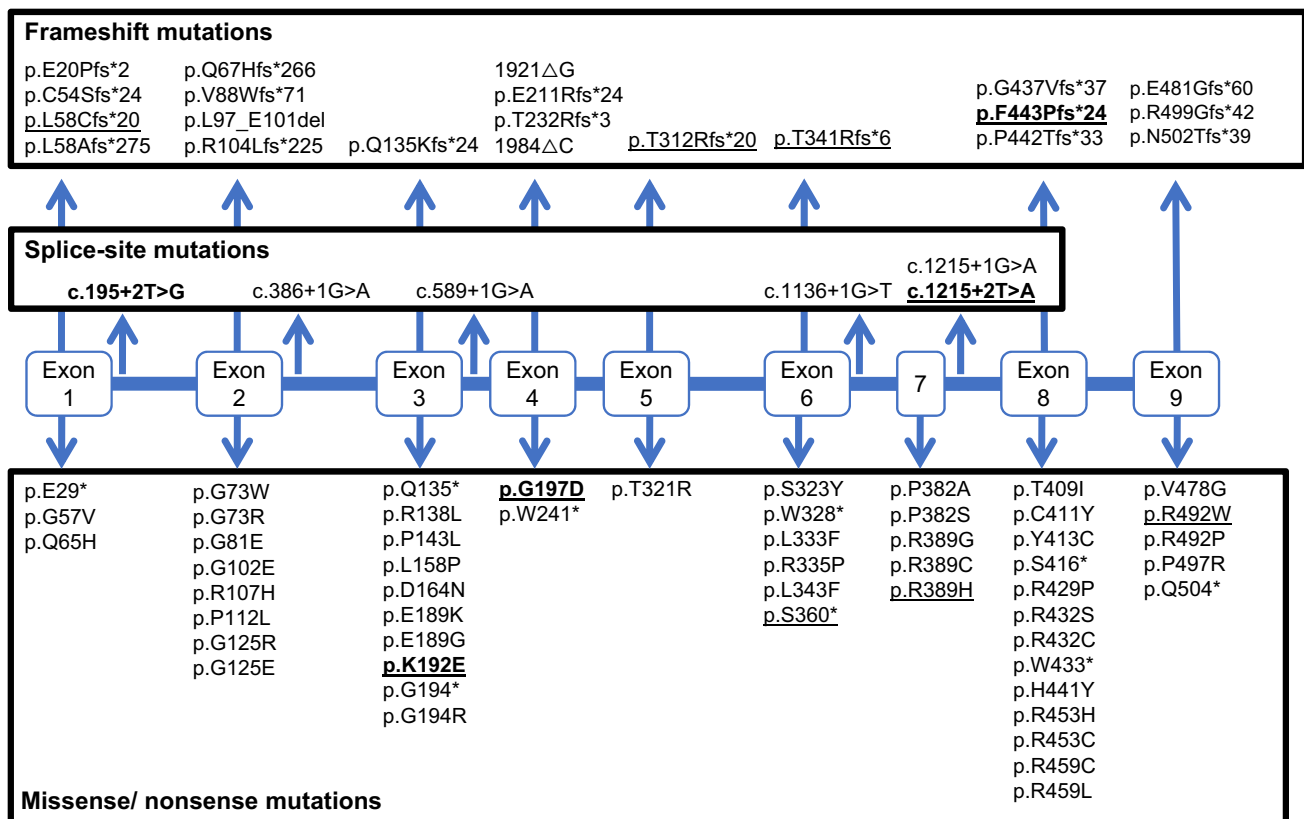 Frameshift mutations
p.E20Pfs*2
p.C54Sfs*24
p.L58Cfs*20
p.L58Afs*275
p.Q67Hfs*266
p.V88Wfs*71
p.L97_E101del
p.R104Lfs*225
p.Q135Kfs*24
1921△G
p.E211Rfs*24
p.T232Rfs*3
1984△C
p.T312Rfs*20
p.T341Rfs*6
p.G437Vfs*37
p.F443Pfs*24
p.P442Tfs*33
p.E481Gfs*60
p.R499Gfs*42
p.N502Tfs*39
Splice-site mutations
c.195+2T>G
c.386+1G>A
c.589+1G>A
c.1136+1G>T
c.1215+1G>A
c.1215+2T>A
Exon
1
Exon
2
Exon
3
Exon
4
Exon
5
Exon
6
7
Exon
8
Exon
9
p.E29*
p.G57V
p.Q65H
p.G73W
p.G73R
p.G81E
p.G102E
p.R107H
p.P112L
p.G125R
p.G125E
p.Q135*
p.R138L
p.P143L
p.L158P
p.D164N
p.E189K
p.E189G
p.K192E
p.G194*
p.G194R
p.G197D
p.W241*
p.T321R
p.S323Y
p.W328*
p.L333F
p.R335P
p.L343F
p.S360*
p.P382A
p.P382S
p.R389G
p.R389C
p.R389H
p.T409I
p.C411Y
p.Y413C
p.S416*
p.R429P
p.R432S
p.R432C
p.W433*
p.H441Y
p.R453H
p.R453C
p.R459C
p.R459L
p.V478G
p.R492W
p.R492P
p.P497R
p.Q504*
Missense/ nonsense mutations